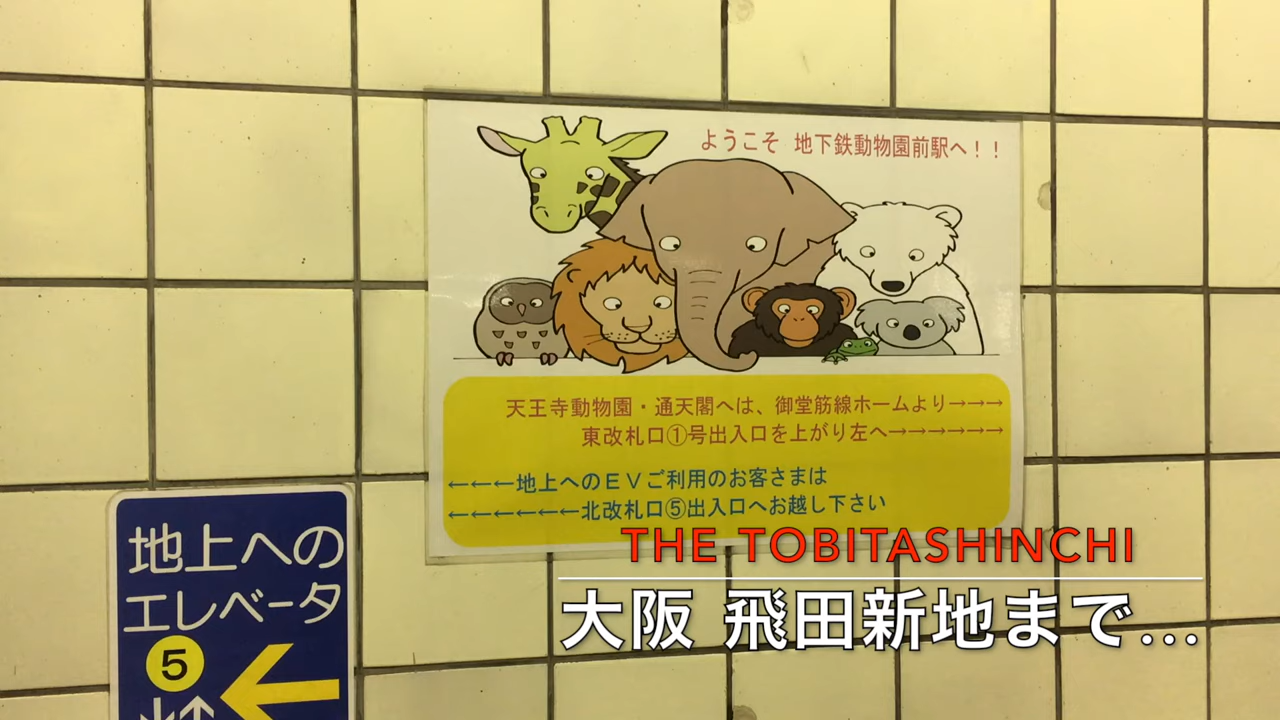 ようこそ 地下鉄動物園前駅へ！！
天王寺動物園・通天閣へは、御堂筋線ホームより→→→
東改札口①号出入口を上がり左へ→→→→→→
←←←地上へのＥＶご利用のお客さまは
←←←←←←北改札口⑤出入口へお越し下さい
地上への
エレベータ
5
THE TOBITASHINCHI
大阪 飛田新地まで...